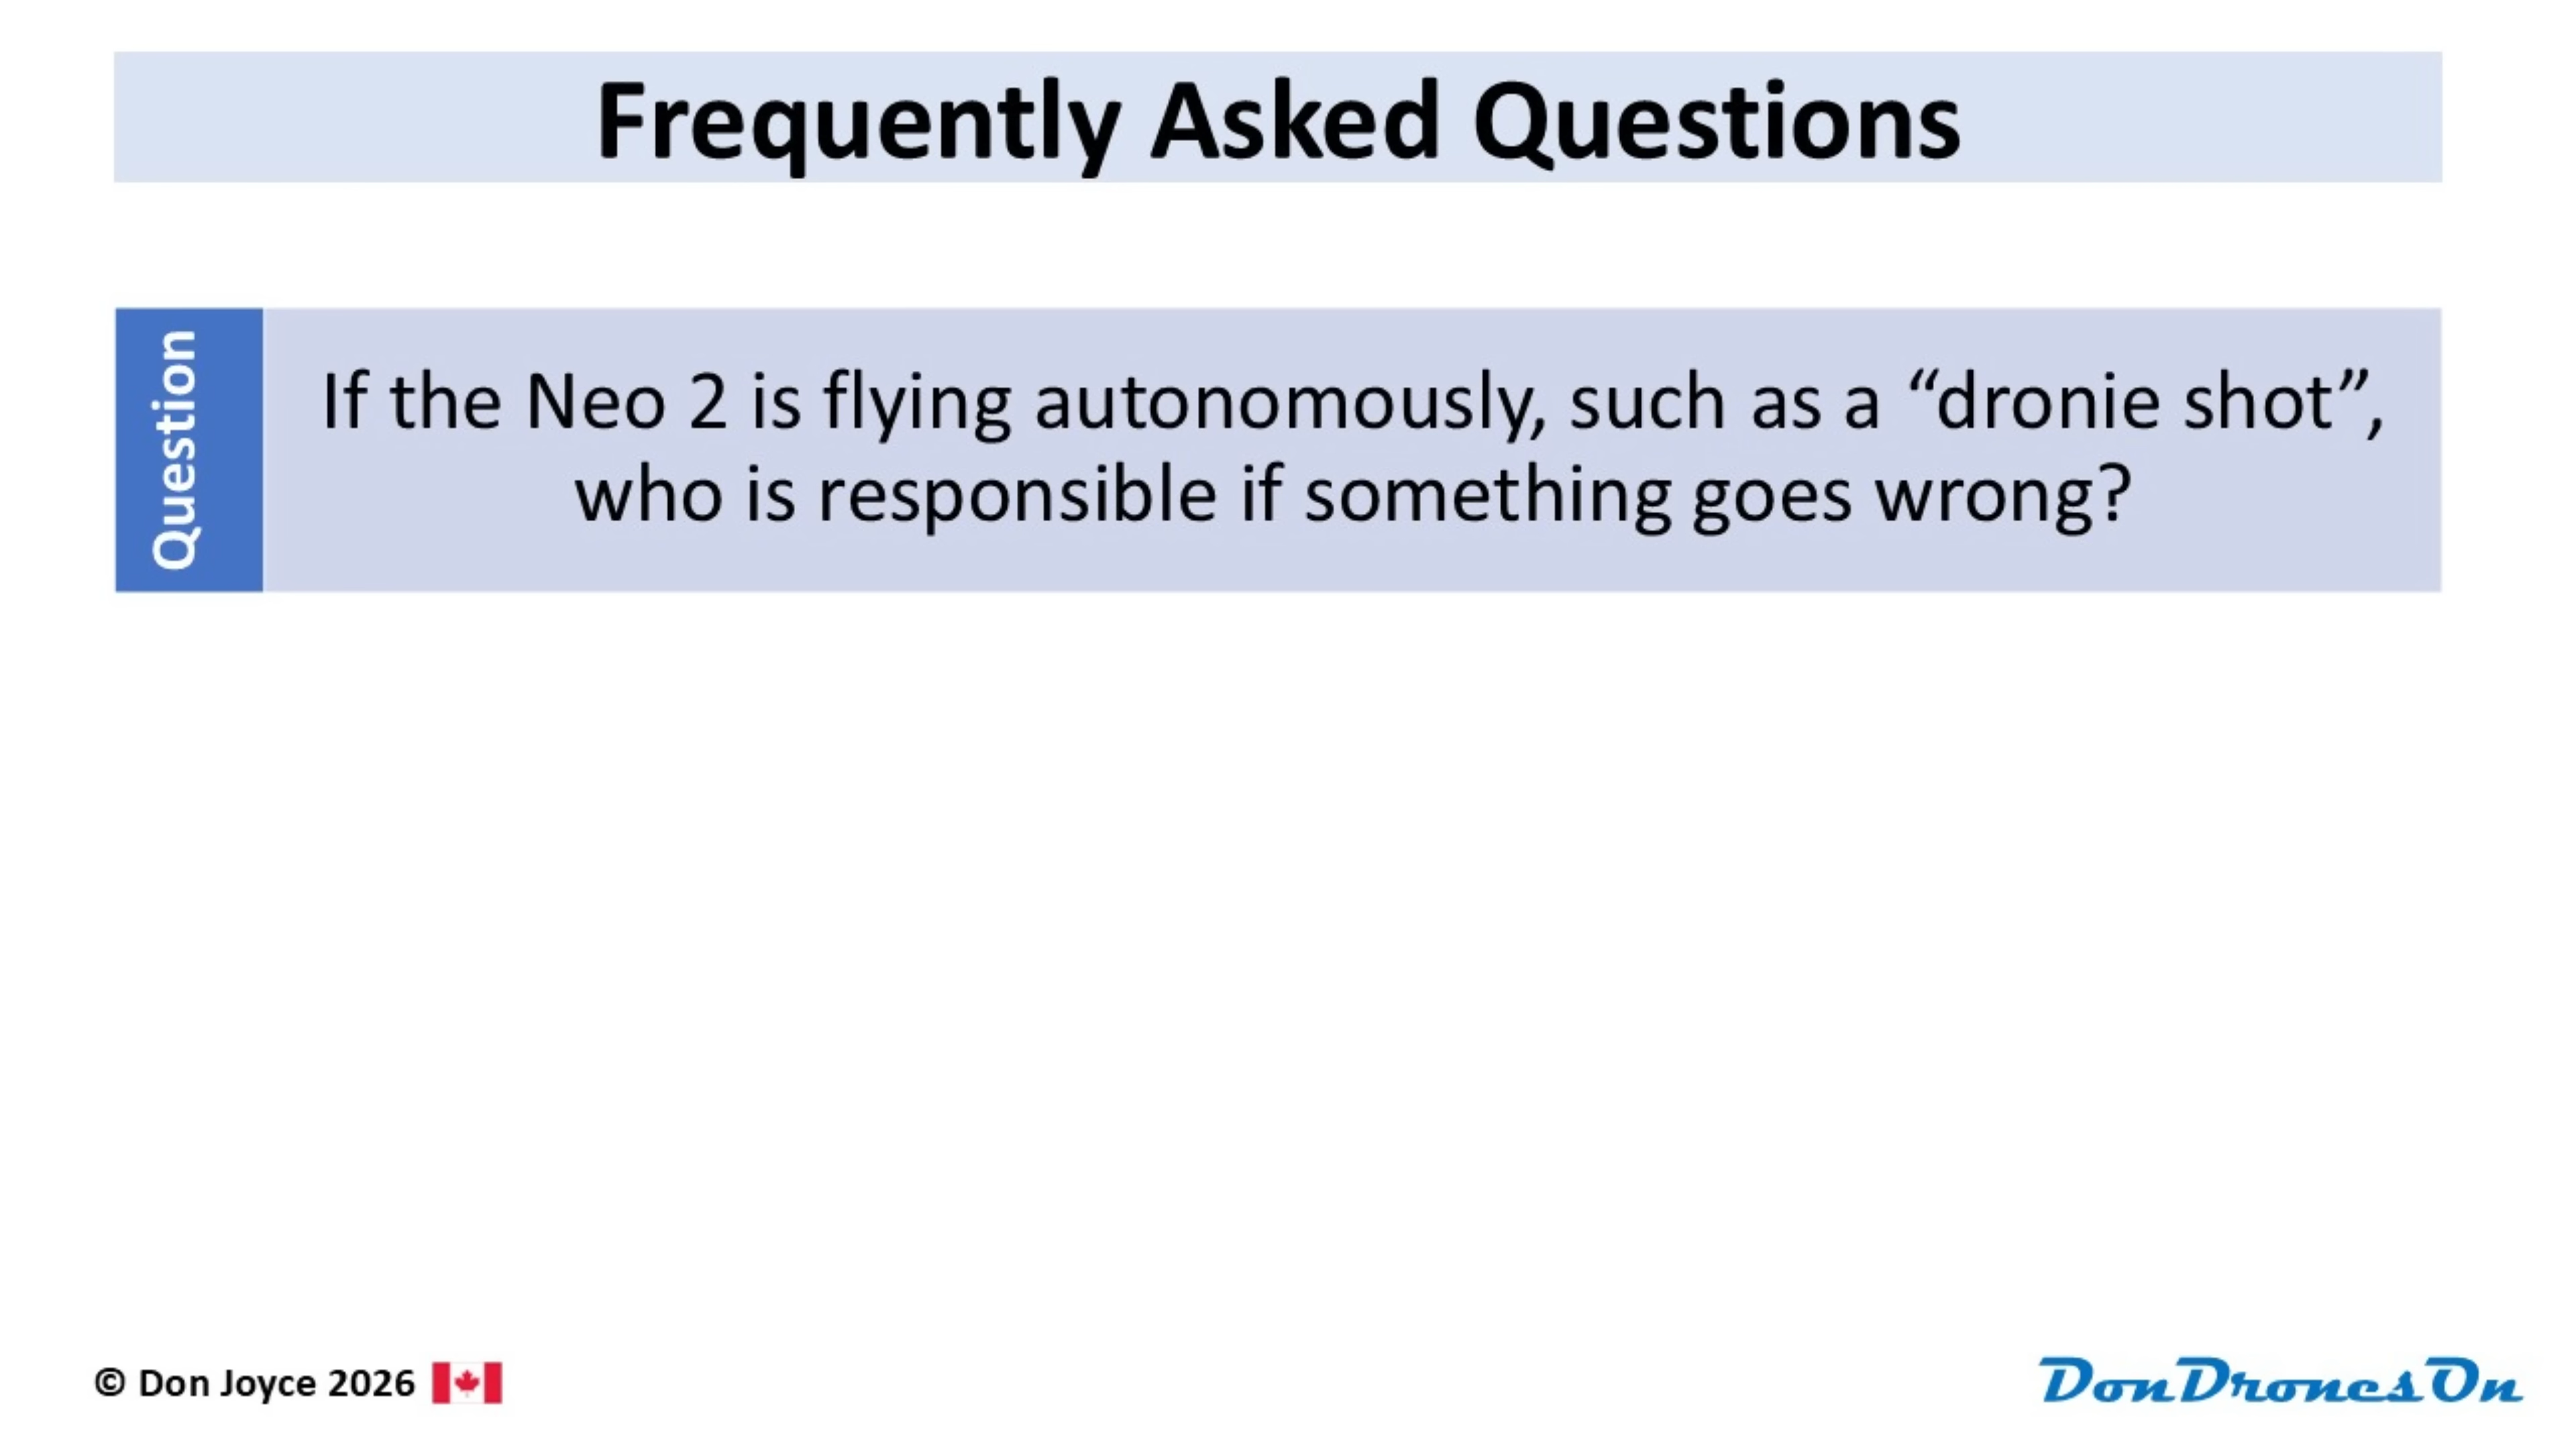 Frequently Asked Questions
Question
If the Neo 2 is flying autonomously, such as a “dronie shot”,
who is responsible if something goes wrong?
© Don Joyce 2026
DonDronesOn